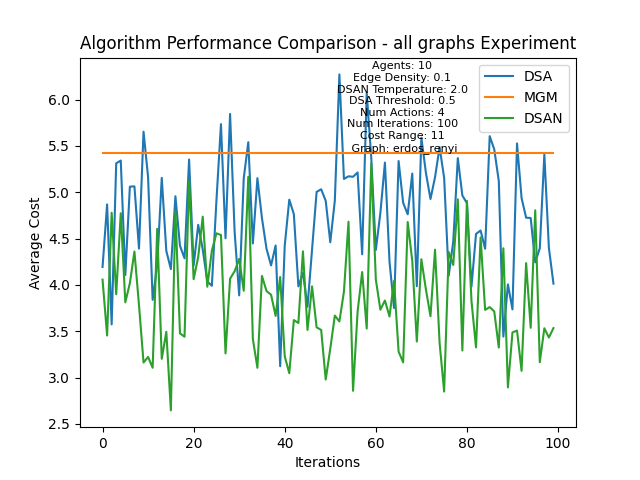 Algorithm Performance Comparison - all graphs Experiment
Agents: 10
Edge Density: 0.1
DSAN Temperature: 2.0
DSA Threshold: 0.5
Num Actions: 4
Num Iterations: 100
Cost Range: 11
Graph: erdos_renyi
DSA
MGM
DSAN
Average Cost
6.0
5.5
5.0
4.5
4.0
3.5
3.0
2.5
0 20 40 60 80 100
Iterations